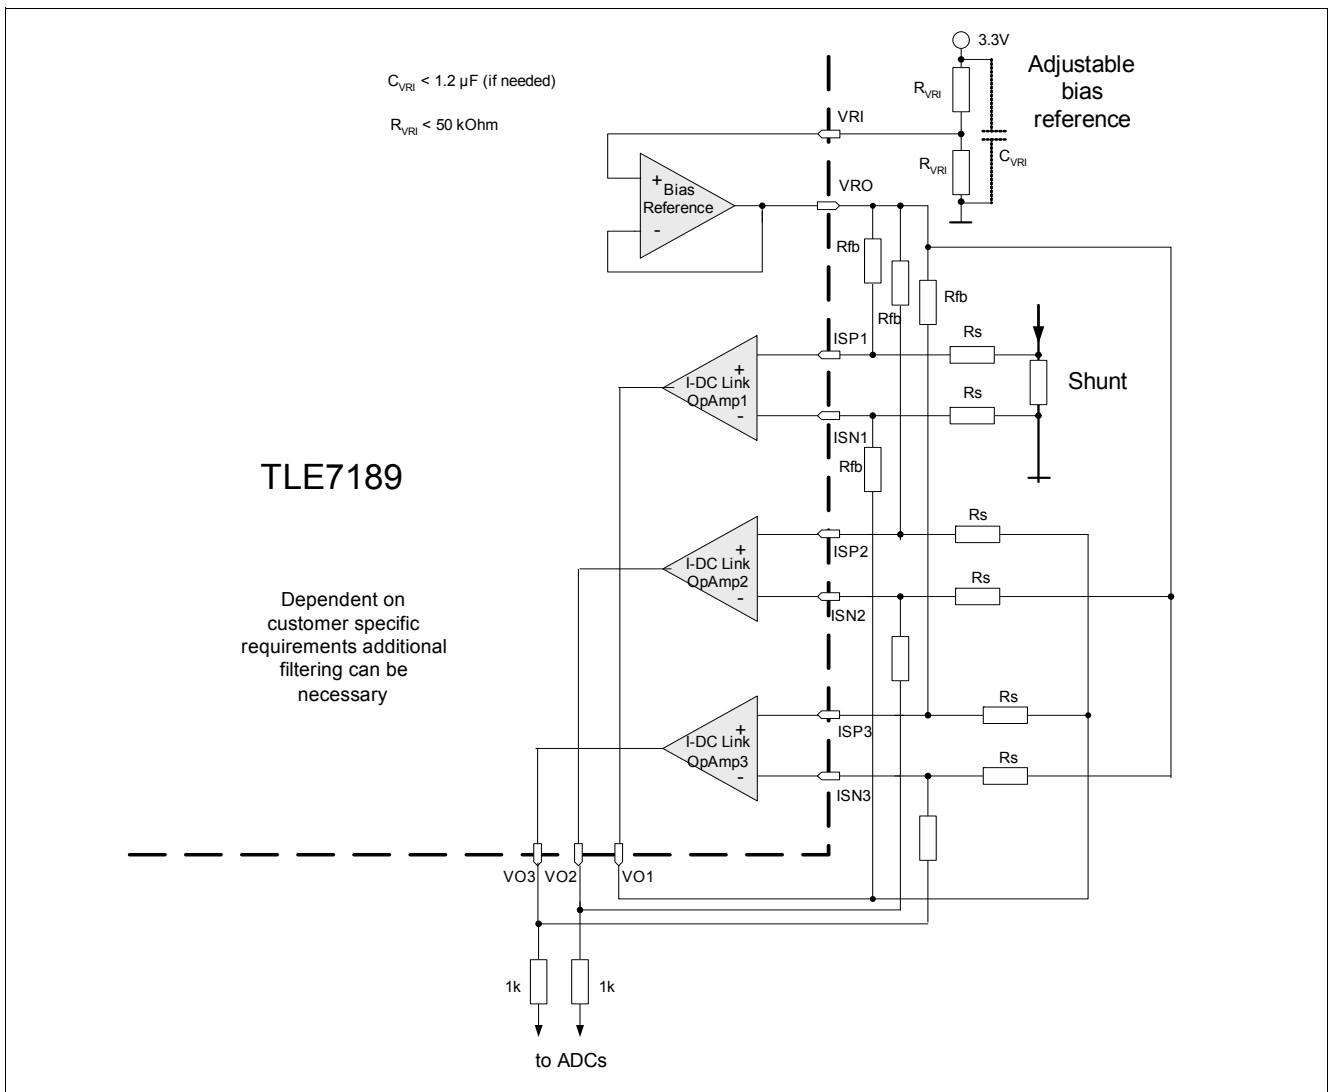 3.3V
Adjustable
bias
reference
C_VRI < 1.2 µF (if needed)
R_VRI < 50 kOhm
R_VRI
VRI
R_VRI
C_VRI
+
Bias
Reference
-
VRO
Rfb
Rfb
Rfb
ISP1
Rs
+
I-DC Link
OpAmp1
-
Shunt
Rs
ISN1
Rfb
TLE7189
Rs
ISP2
+
I-DC Link
OpAmp2
-
Rs
ISN2
Dependent on
customer specific
requirements additional
filtering can be
necessary
Rs
ISP3
+
I-DC Link
OpAmp3
-
Rs
ISN3
VO3
VO2
VO1
1k
1k
to ADCs